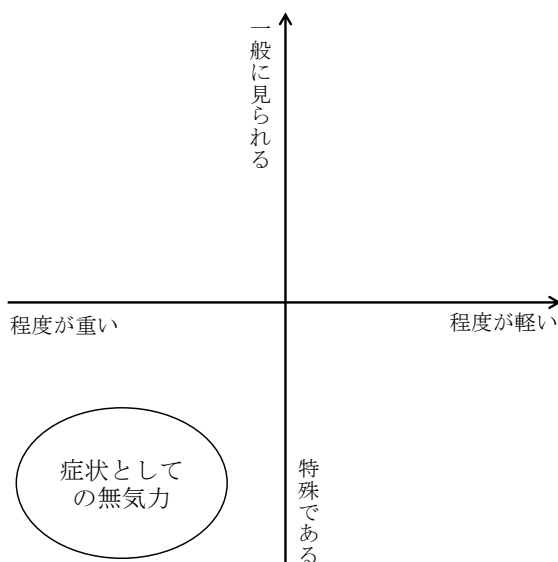 一般に見られる
程度が重い
程度が軽い
症状として
の無気力
特殊である